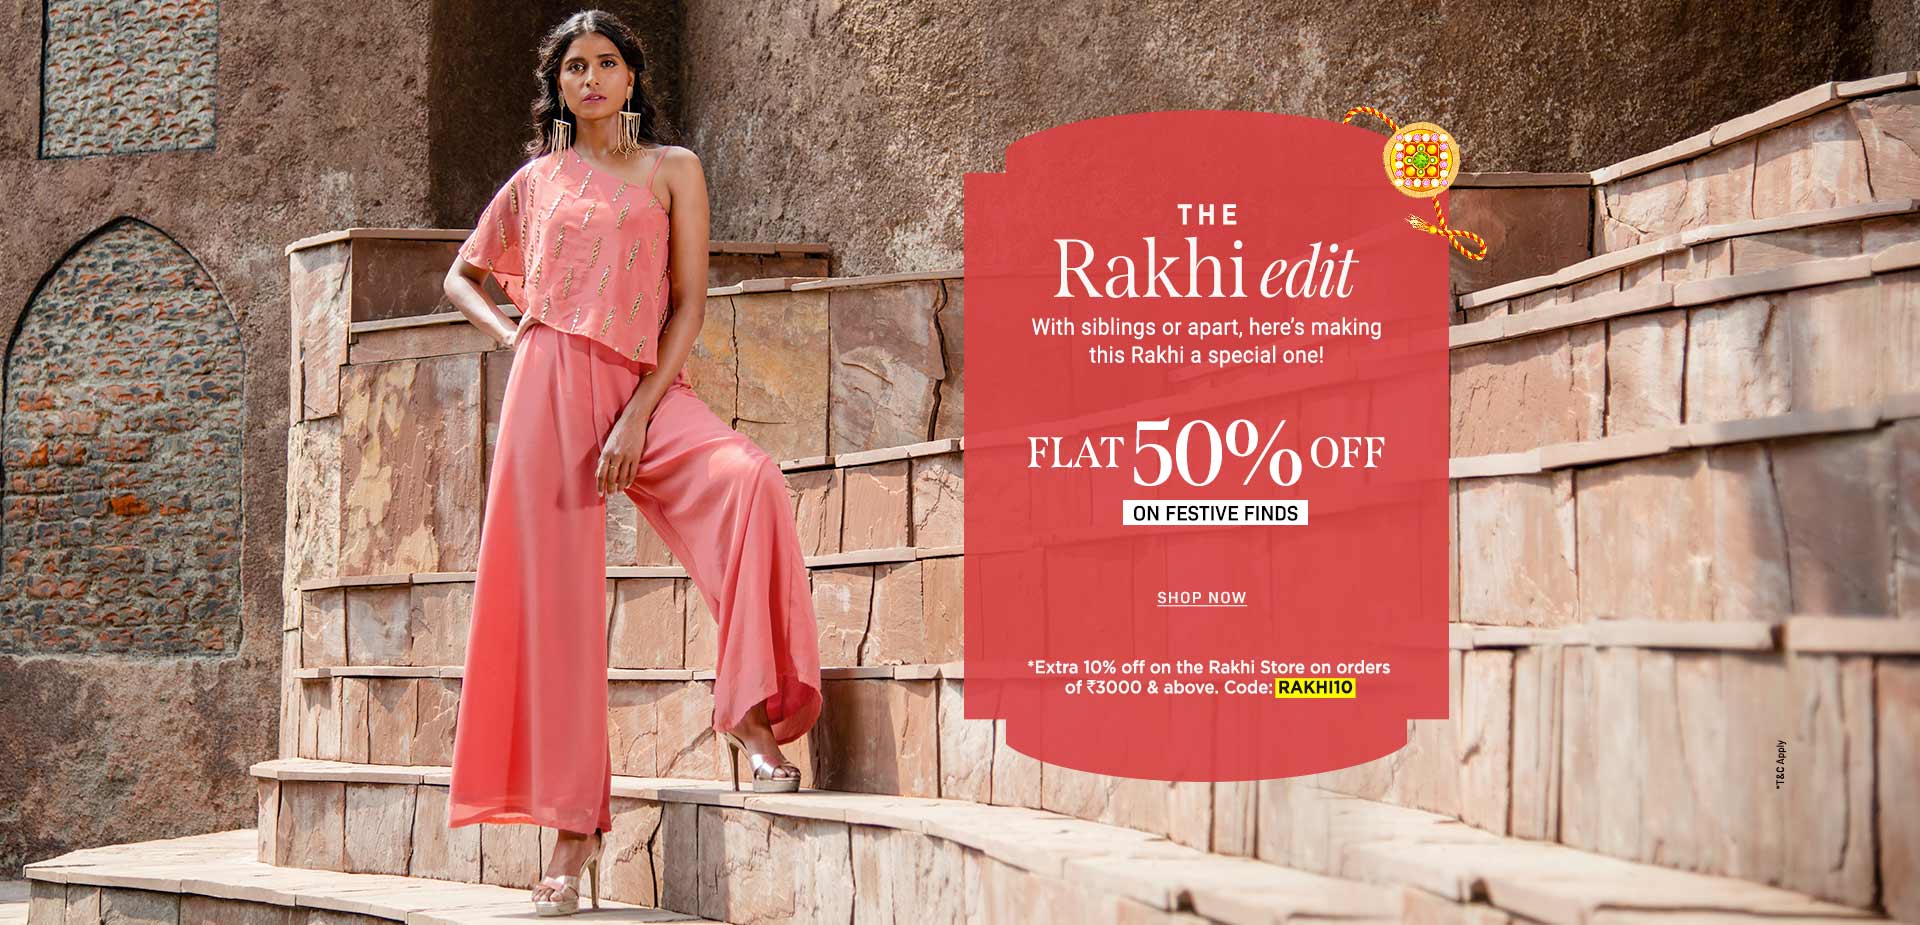 THE
Rakhi edit
With siblings or apart, here's making
this Rakhi a special one!
FLAT 50% OFF
ON FESTIVE FINDS
SHOP NOW
*Extra 10% off on the Rakhi Store on orders
of ₹3000 & above. Code: RAKHI10
*T&C Apply